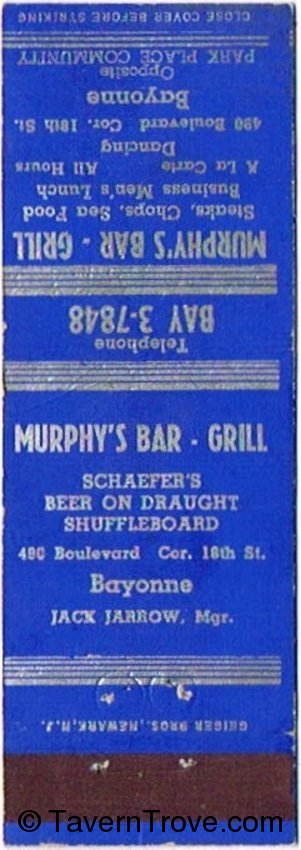 CLOSE COVER BEFORE STRIKING
MURPHY'S BAR - GRILL
Steaks, Chops, Sea Food
Business Men's Lunch
A La Carte All Hours
Dancing
490 Boulevard Cor. 18th St.
Bayonne
Opposite
PARK PLACE COMMUNITY
Telephone
BAY 3-7848
MURPHY'S BAR - GRILL
SCHAEFER'S
BEER ON DRAUGHT
SHUFFLEBOARD
490 Boulevard Cor. 18th St.
Bayonne
JACK JARROW, Mgr.
GEIGER BROS. NEWARK, N.J.
© TavernTrove.com